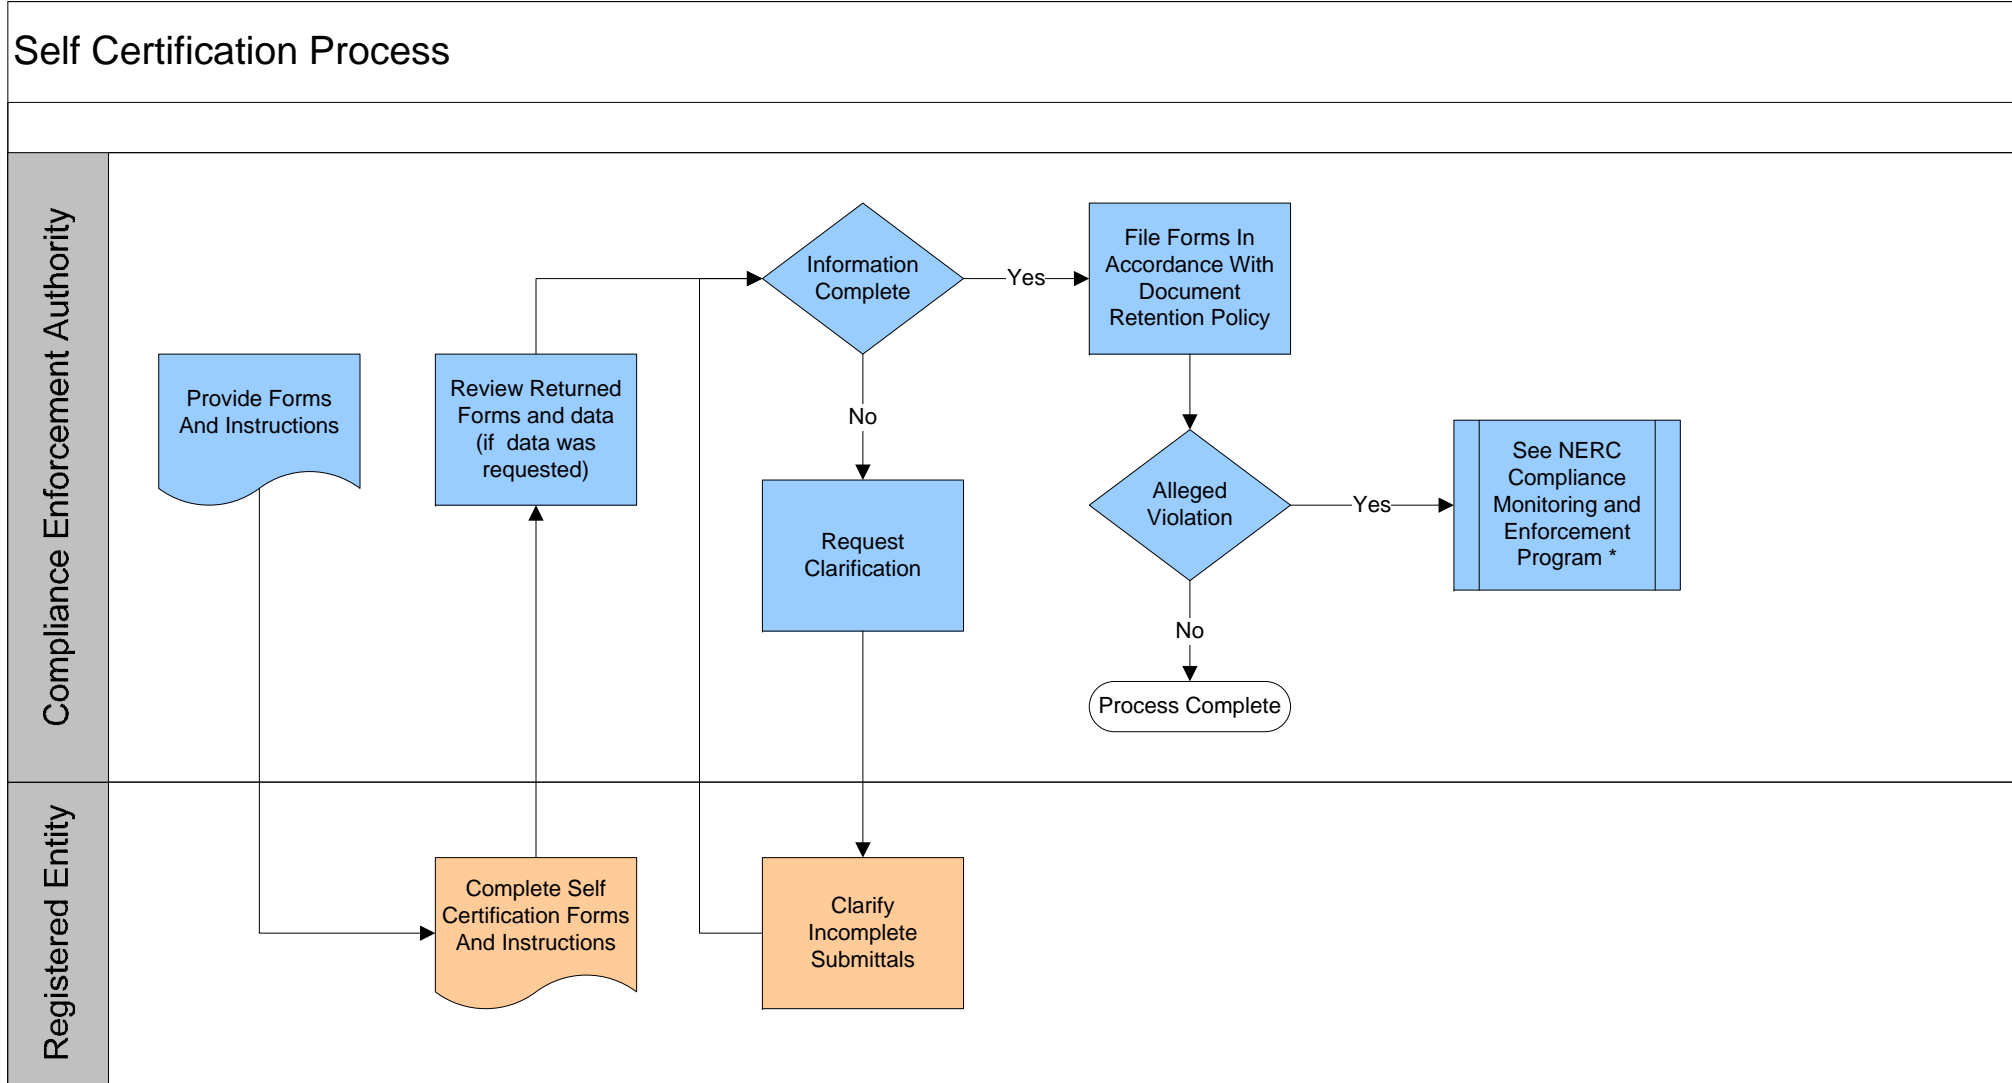 Self Certification Process
Compliance Enforcement Authority
Provide Forms
And Instructions
Review Returned
Forms and data
(if data was
requested)
Information
Complete
Yes
No
Request
Clarification
File Forms In
Accordance With
Document
Retention Policy
Alleged
Violation
Yes
No
Process Complete
See NERC
Compliance
Monitoring and
Enforcement
Program *
Registered Entity
Complete Self
Certification Forms
And Instructions
Clarify
Incomplete
Submittals